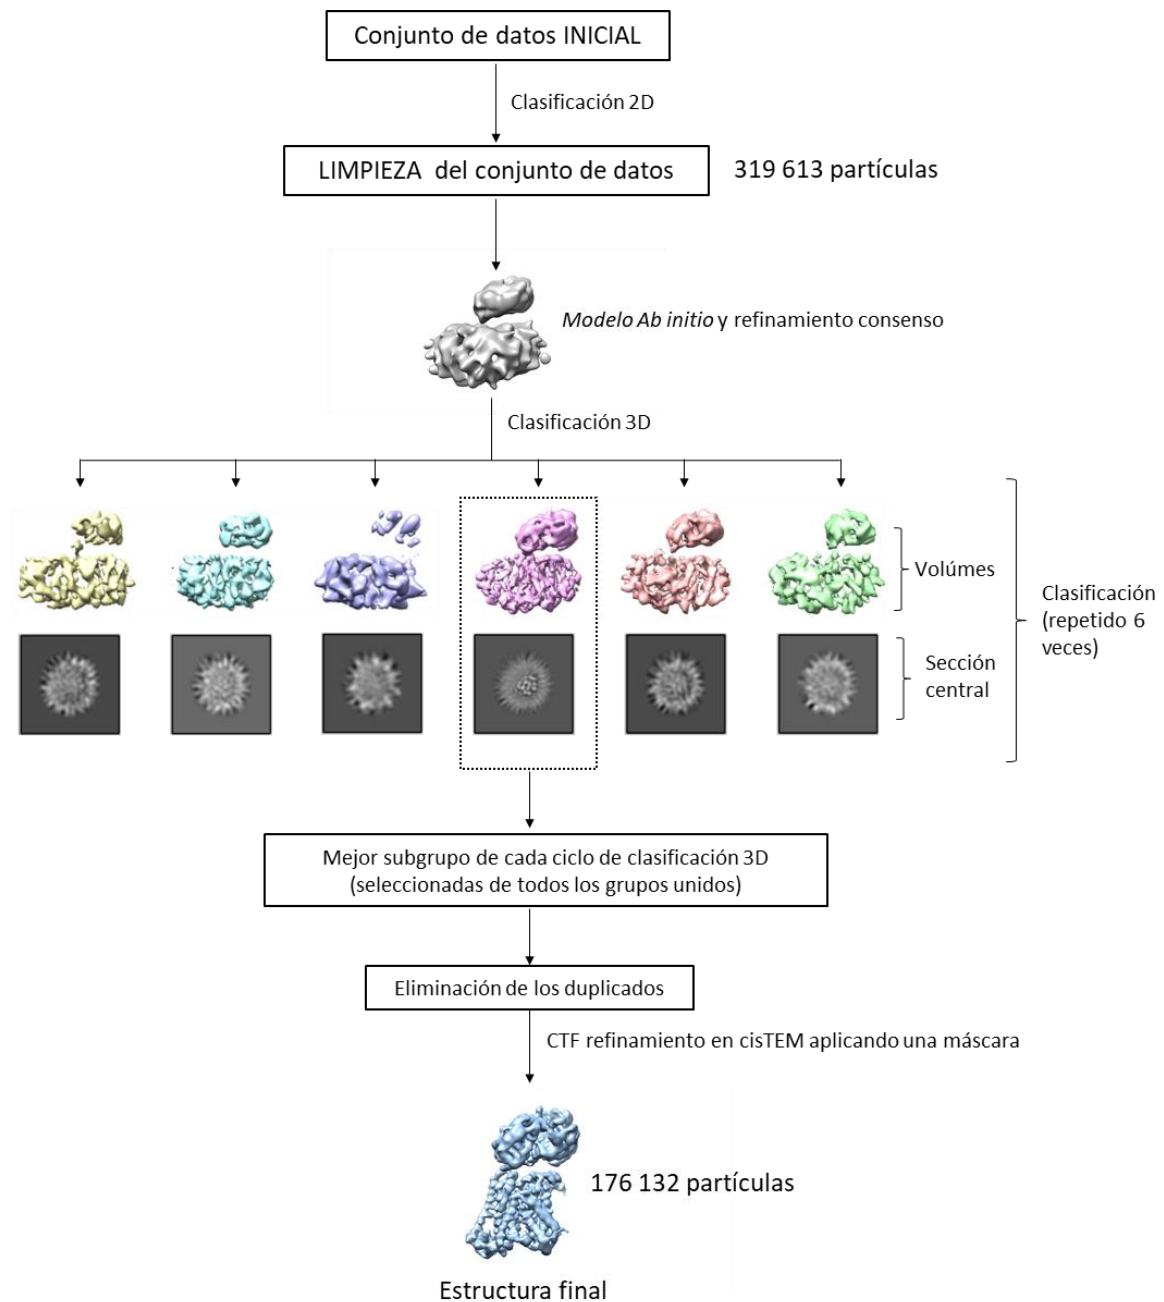 Conjunto de datos INICIAL
Clasificación 2D
LIMPIEZA del conjunto de datos
319 613 partículas
Modelo Ab initio y refinamiento consenso
Clasificación 3D
Volúmes
Clasificación
(repetido 6
veces)
Sección
central
Mejor subgrupo de cada ciclo de clasificación 3D
(seleccionadas de todos los grupos unidos)
Eliminación de los duplicados
CTF refinamiento en cisTEM aplicando una máscara
176 132 partículas
Estructura final